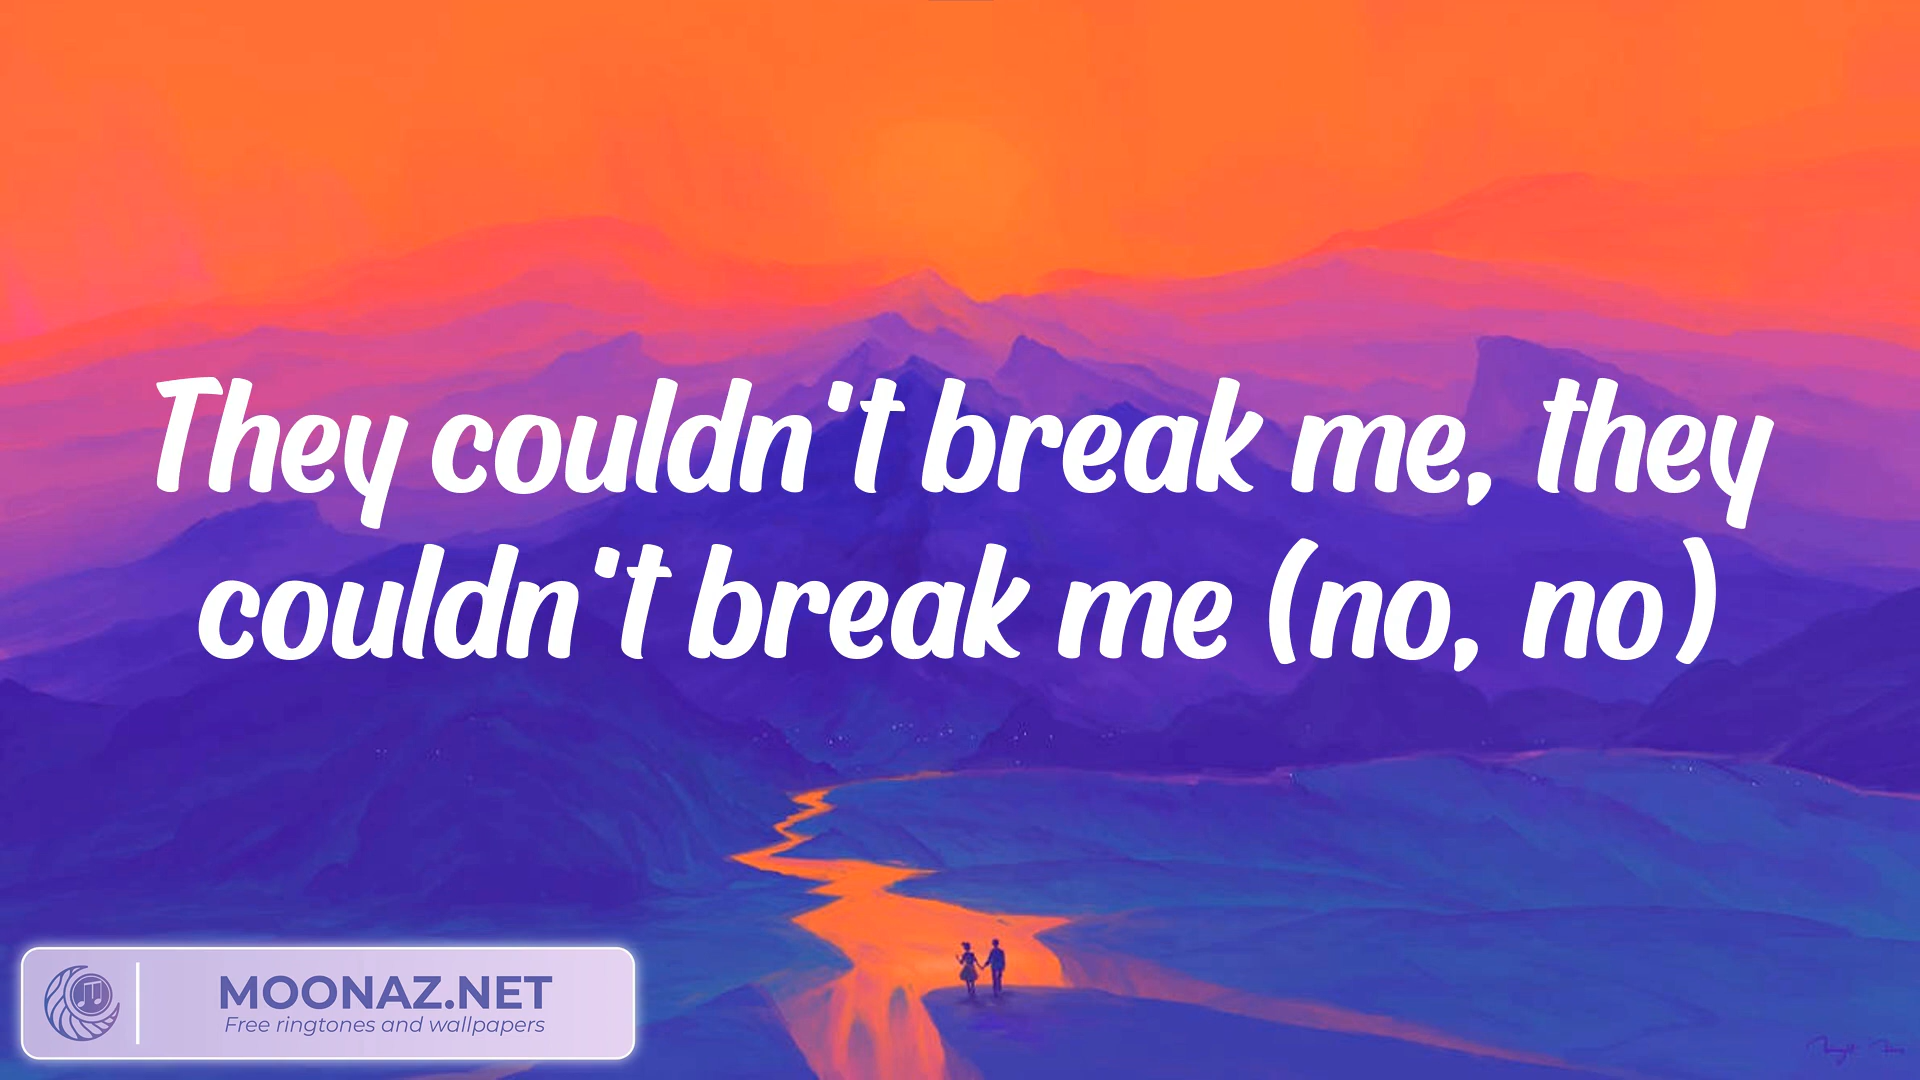 They couldn't break me, they
couldn't break me (no, no)
MOONAZ.NET
Free ringtones and wallpapers